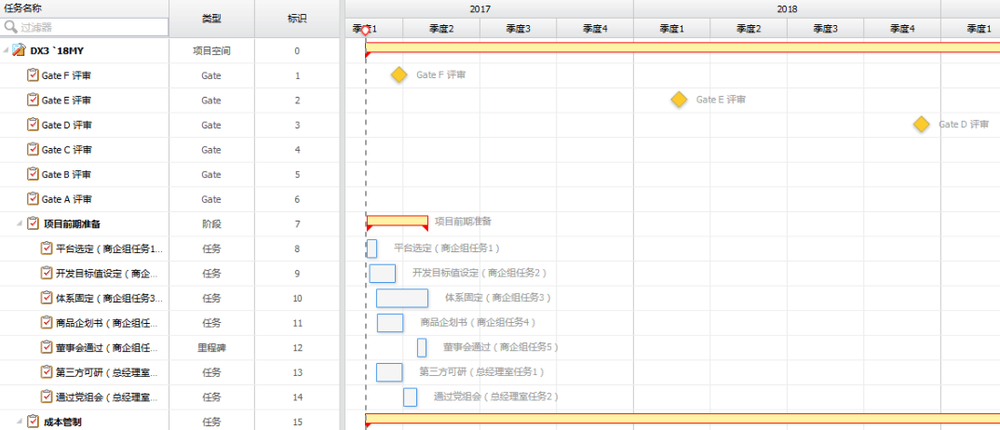 任务名称 类型 标识 2017 2018
过滤器 季度1 季度2 季度3 季度4 季度1 季度2 季度3 季度4 季度1
DX3 `18MY 项目空间 0
Gate F 评审 Gate 1 Gate F 评审
Gate E 评审 Gate 2 Gate E 评审
Gate D 评审 Gate 3 Gate D 评审
Gate C 评审 Gate 4
Gate B 评审 Gate 5
Gate A 评审 Gate 6
项目前期准备 阶段 7 项目前期准备
平台选定（商企组任务1... 任务 8 平台选定（商企组任务1）
开发目标值设定（商企... 任务 9 开发目标值设定（商企组任务2）
体系固定（商企组任务3... 任务 10 体系固定（商企组任务3）
商品企划书（商企组任... 任务 11 商品企划书（商企组任务4）
董事会通过（商企组任... 里程碑 12 董事会通过（商企组任务5）
第三方可研（总经理室... 任务 13 第三方可研（总经理室任务1）
通过党组会（总经理室... 任务 14 通过党组会（总经理室任务2）
成本管制 任务 15